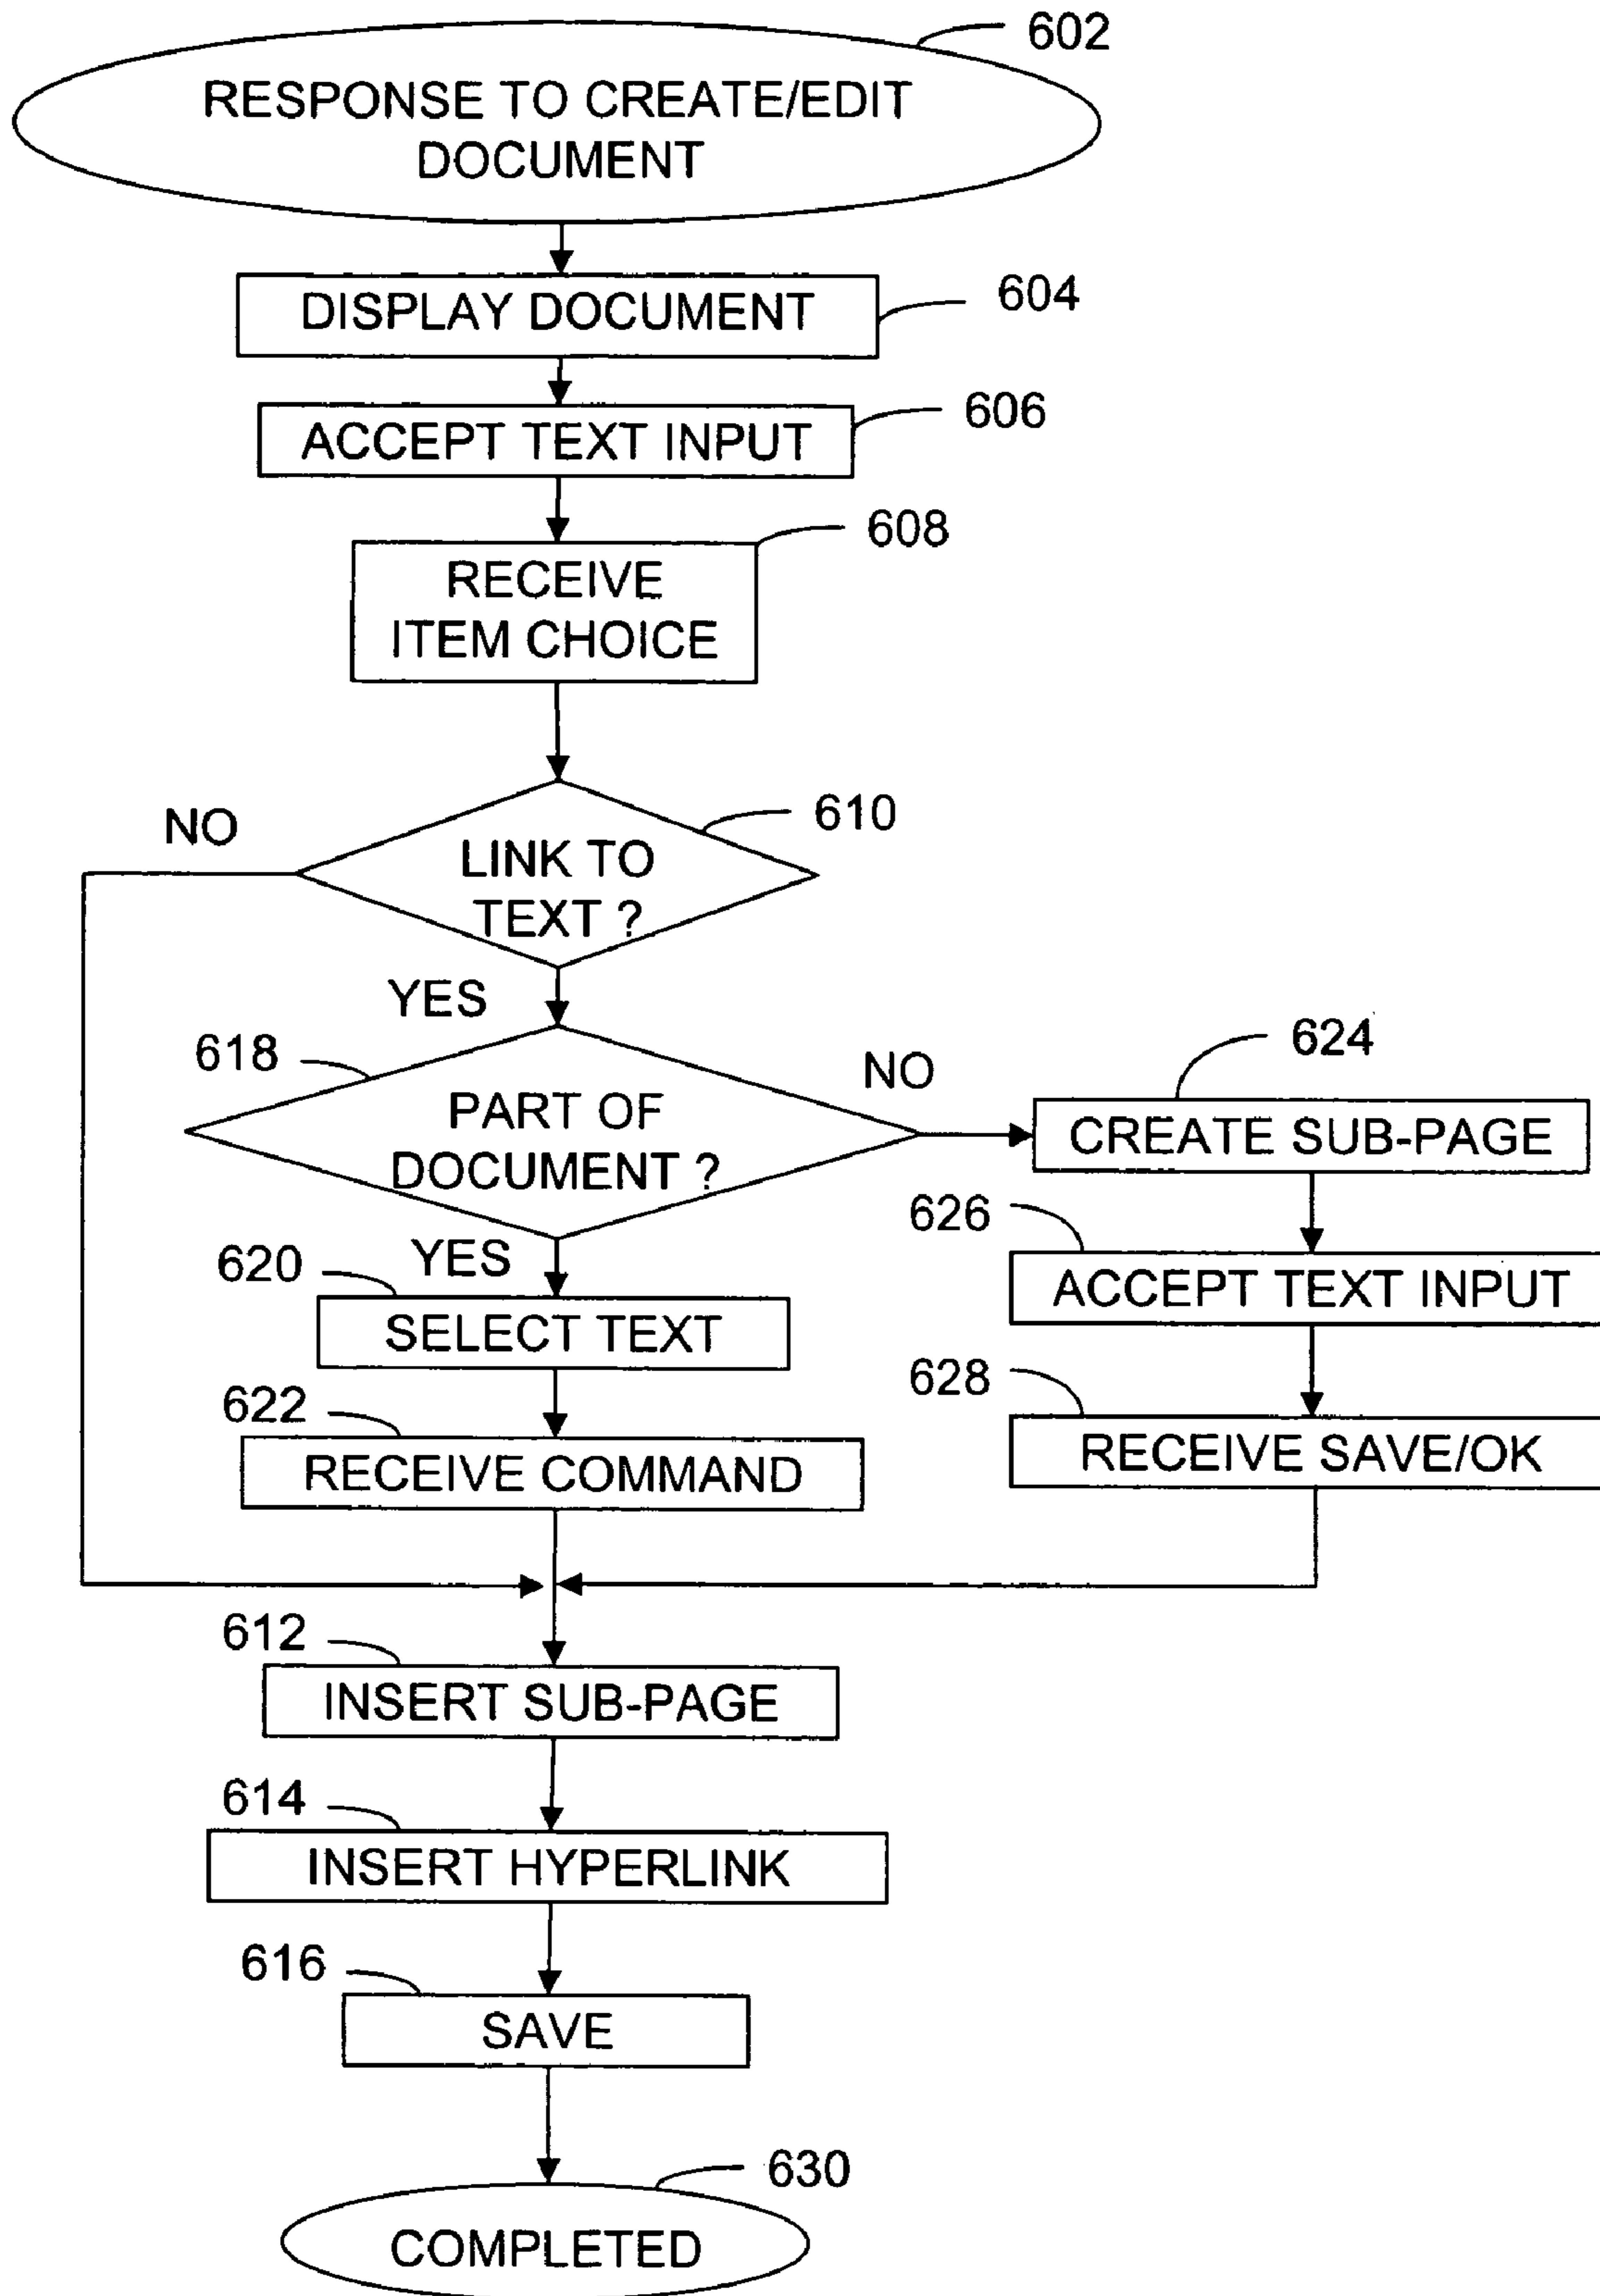 602
RESPONSE TO CREATE/EDIT
DOCUMENT
604
DISPLAY DOCUMENT
606
ACCEPT TEXT INPUT
608
RECEIVE
ITEM CHOICE
610
NO
LINK TO
TEXT ?
YES
618
PART OF
DOCUMENT ?
NO
624
CREATE SUB-PAGE
626
ACCEPT TEXT INPUT
628
RECEIVE SAVE/OK
YES
620
SELECT TEXT
622
RECEIVE COMMAND
612
INSERT SUB-PAGE
614
INSERT HYPERLINK
616
SAVE
630
COMPLETED